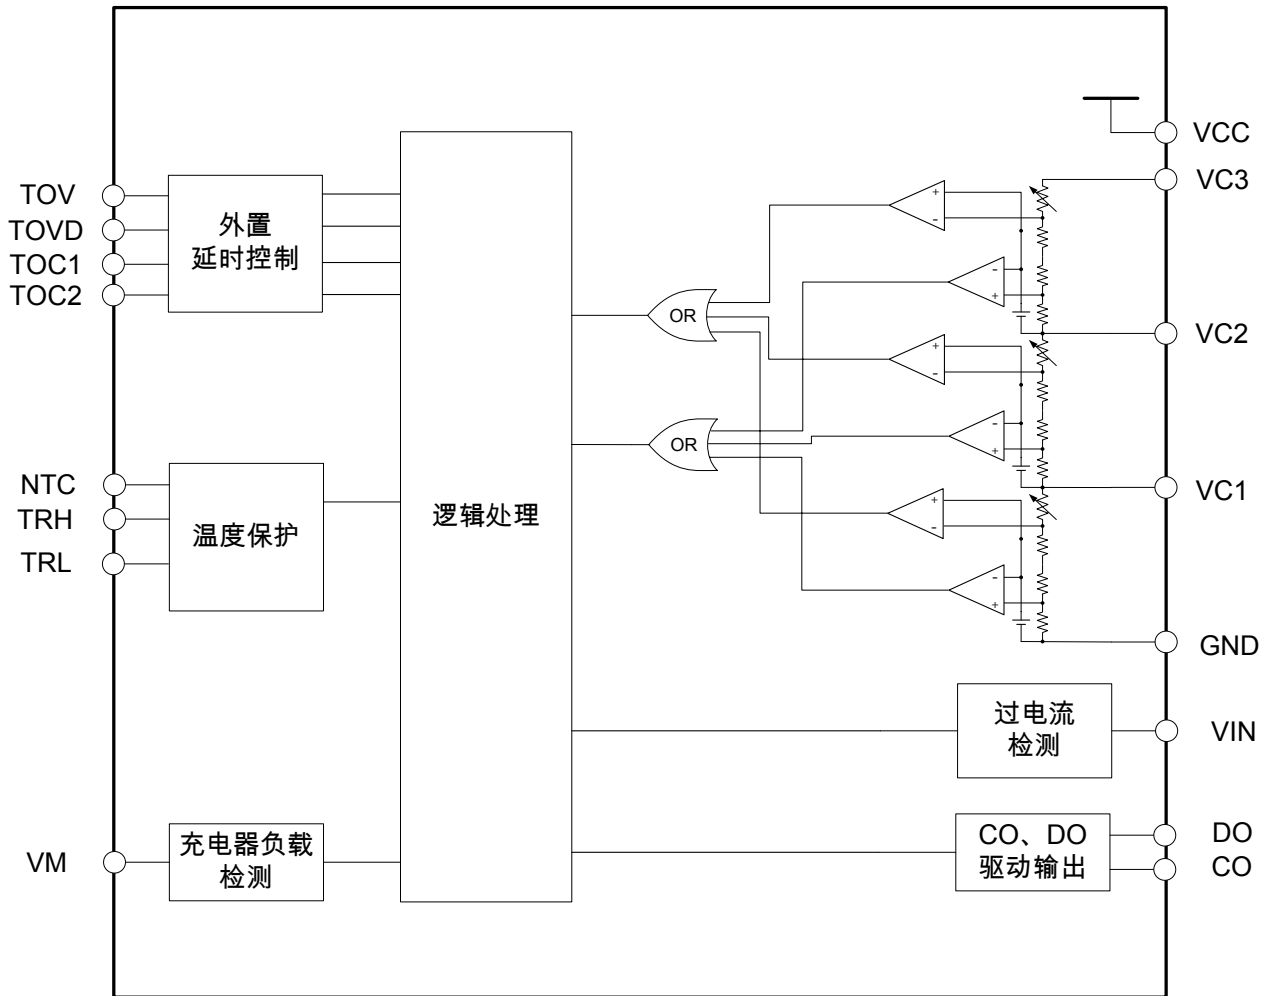 VCC
VC3
TOV
TOVD
TOC1
TOC2
外置
延时控制
+
-
-
+
OR
VC2
+
-
-
+
OR
VC1
NTC
TRH
TRL
温度保护
逻辑处理
+
-
-
+
GND
过电流
检测
VIN
VM
充电器负载
检测
CO、DO
驱动输出
DO
CO